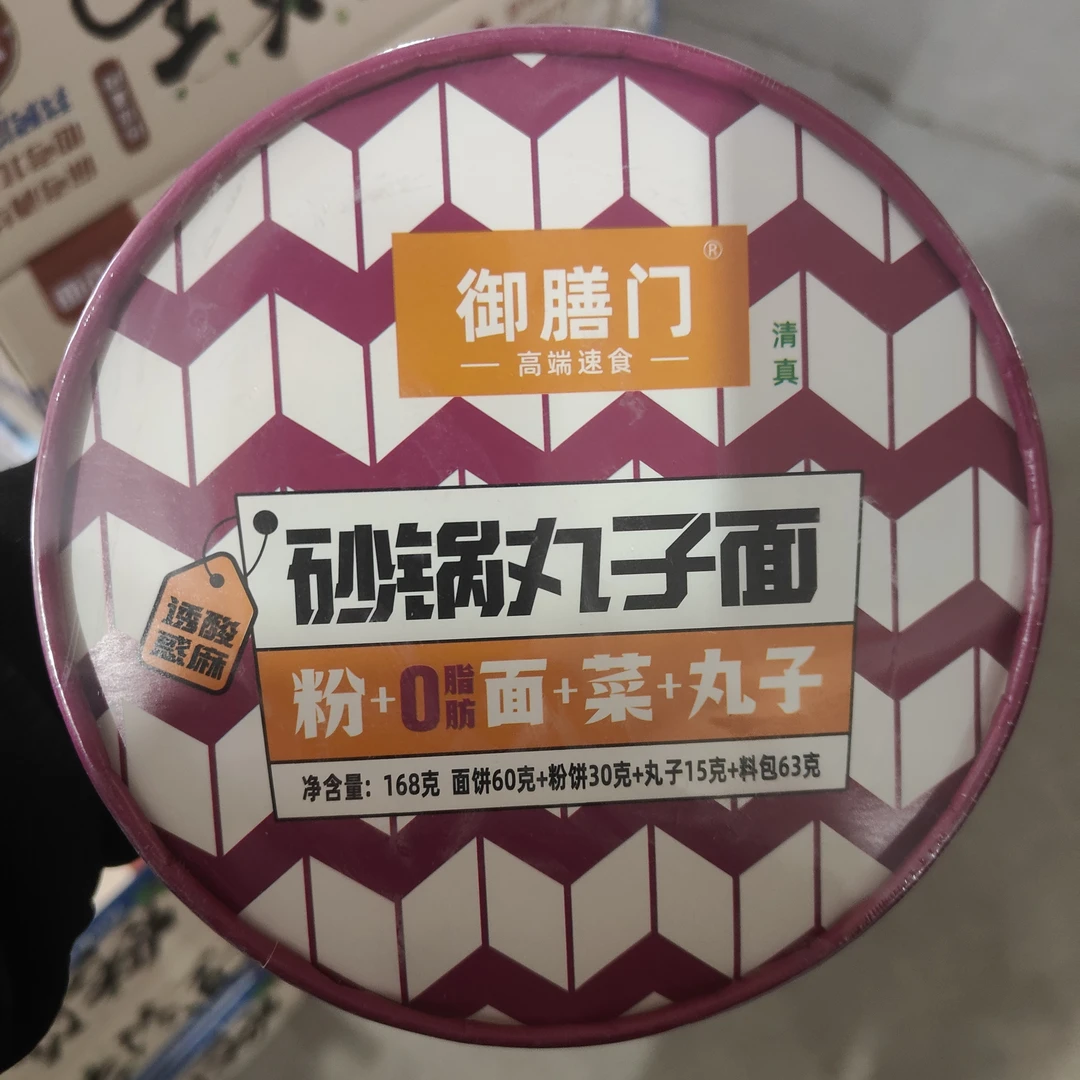 御膳门®
高端速食
清真
砂锅丸子面
酸麻
诱惑
粉+0脂肪面+菜+丸子
净含量：168克 面饼60克+粉饼30克+丸子15克+料包63克